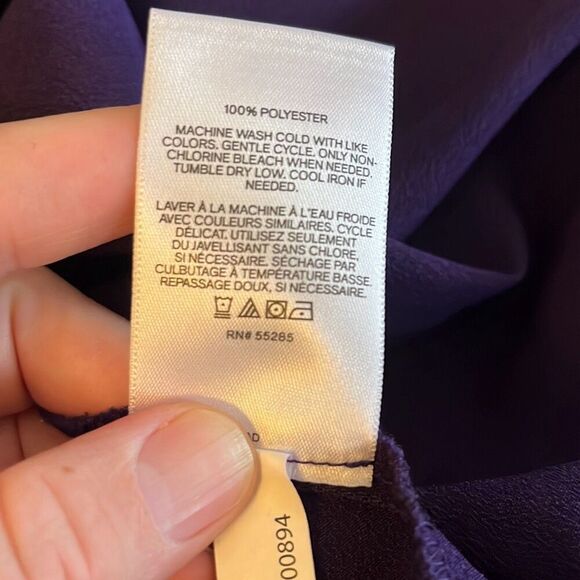 100% POLYESTER
MACHINE WASH COLD WITH LIKE
COLORS. GENTLE CYCLE. ONLY NON-
CHLORINE BLEACH WHEN NEEDED.
TUMBLE DRY LOW. COOL IRON IF
NEEDED.
LAVER À LA MACHINE À L'EAU FROIDE
AVEC COULEURS SIMILAIRES. CYCLE
DÉLICAT. UTILISEZ SEULEMENT
DU JAVELLISANT SANS CHLORE,
SI NÉCESSAIRE. SÉCHAGE PAR
CULBUTAGE À TEMPÉRATURE BASSE.
REPASSAGE DOUX, SI NÉCESSAIRE.
RN# 55285
00894